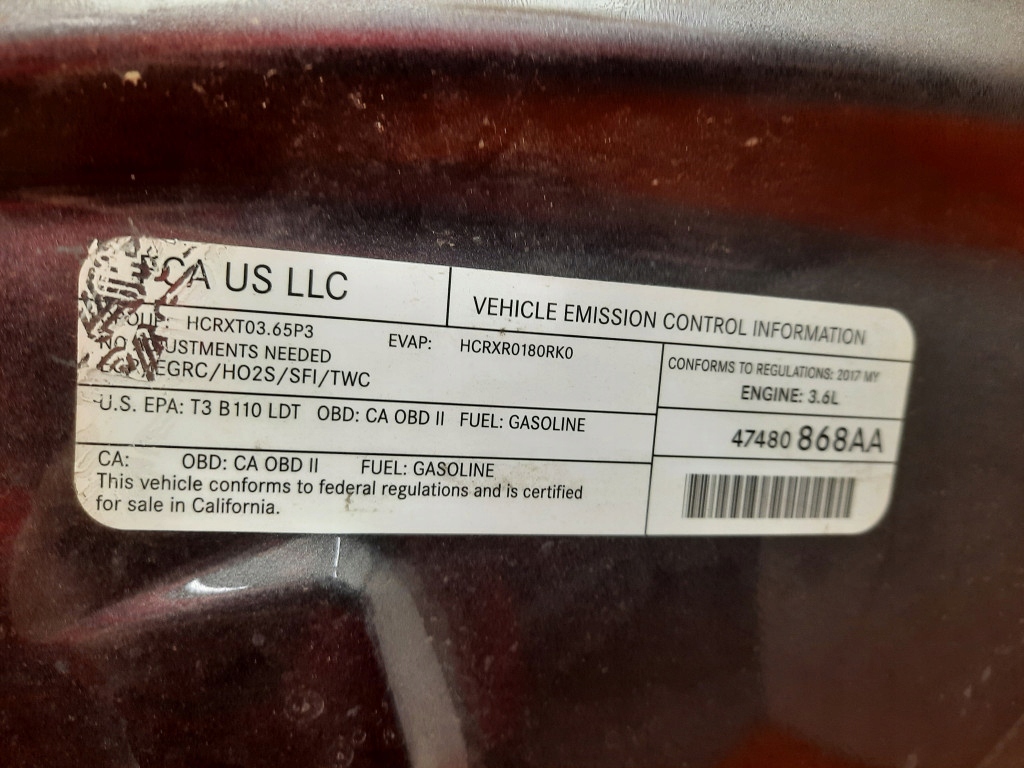 CA US LLC
VEHICLE EMISSION CONTROL INFORMATION
HCRXT03.65P3
EVAP: HCRXR0180RK0
NO USTMENTS NEEDED
EGRC/HO2S/SFI/TWC
CONFORMS TO REGULATIONS: 2017 MY
ENGINE: 3.6L
U.S. EPA: T3 B110 LDT OBD: CA OBD II FUEL: GASOLINE
47480 868AA
CA: OBD: CA OBD II FUEL: GASOLINE
This vehicle conforms to federal regulations and is certified
for sale in California.